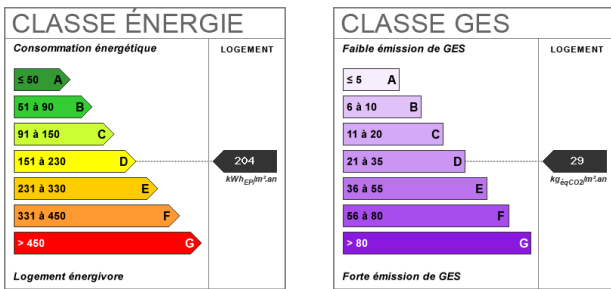 CLASSE ÉNERGIE
Consommation énergétique
LOGEMENT
≤ 50 A
51 à 90 B
91 à 150 C
151 à 230 D
204
kWhEP/m².an
231 à 330 E
331 à 450 F
> 450 G
Logement énergivore
CLASSE GES
Faible émission de GES
LOGEMENT
≤ 5 A
6 à 10 B
11 à 20 C
21 à 35 D
29
kgéqCO2/m².an
36 à 55 E
56 à 80 F
> 80 G
Forte émission de GES